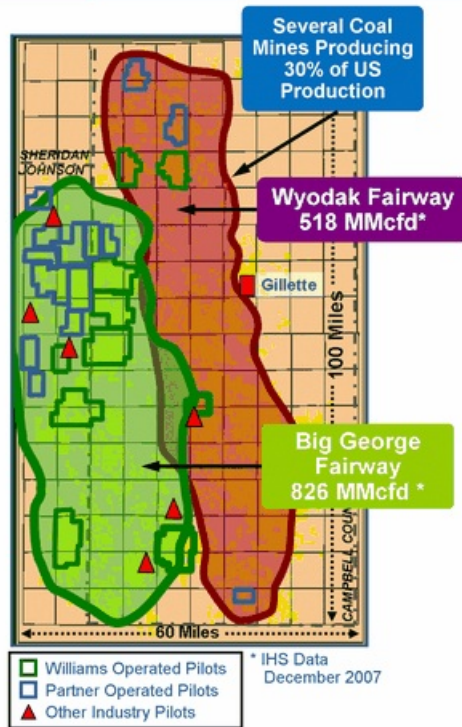 Several Coal
Mines Producing
30% of US
Production
SHERIDAN
JOHNSON
Wyodak Fairway
518 MMcfd*
Gillette
100 Miles
Big George
Fairway
826 MMcfd *
60 Miles
Williams Operated Pilots
Partner Operated Pilots
Other Industry Pilots
* IHS Data
December 2007